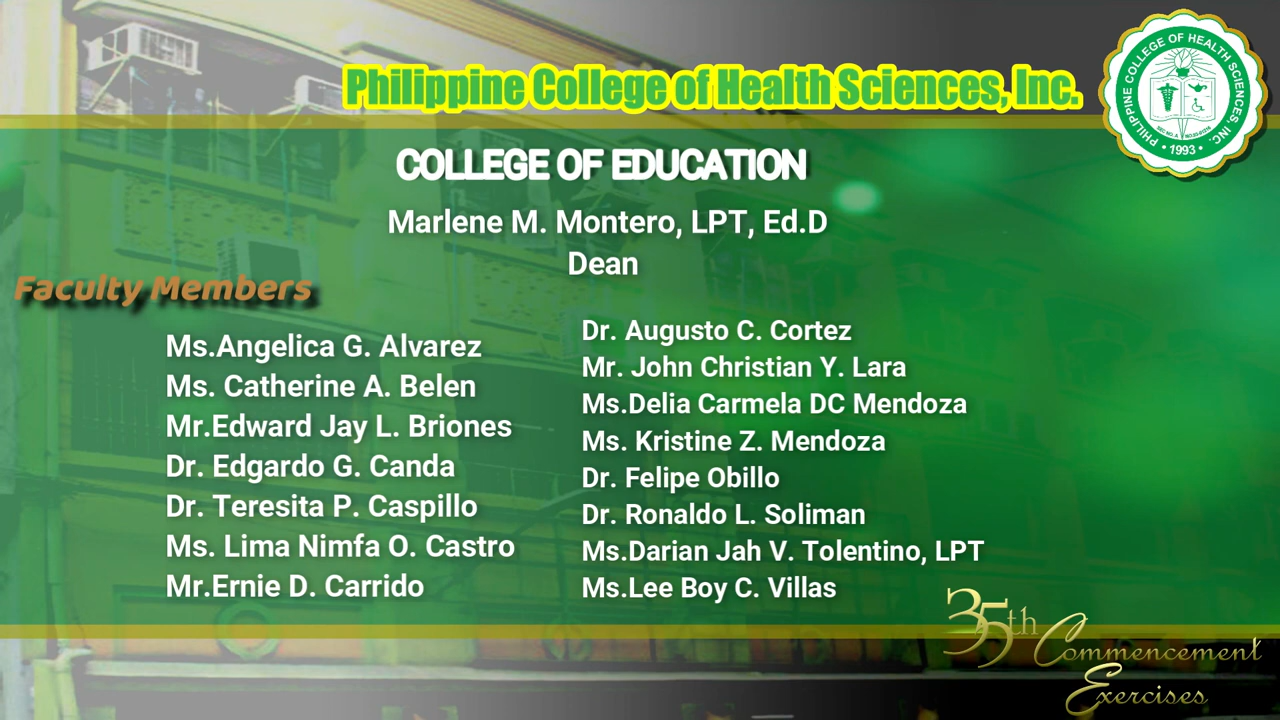 Philippine College of Health Sciences, Inc.
PHILIPPINE COLLEGE OF HEALTH SCIENCES, INC.
• 1993 •
COLLEGE OF EDUCATION
Marlene M. Montero, LPT, Ed.D
Dean
Faculty Members
Ms.Angelica G. Alvarez
Ms. Catherine A. Belen
Mr.Edward Jay L. Briones
Dr. Edgardo G. Canda
Dr. Teresita P. Caspillo
Ms. Lima Nimfa O. Castro
Mr.Ernie D. Carrido
Dr. Augusto C. Cortez
Mr. John Christian Y. Lara
Ms.Delia Carmela DC Mendoza
Ms. Kristine Z. Mendoza
Dr. Felipe Obillo
Dr. Ronaldo L. Soliman
Ms.Darian Jah V. Tolentino, LPT
Ms.Lee Boy C. Villas
35th
Commencement
Exercises